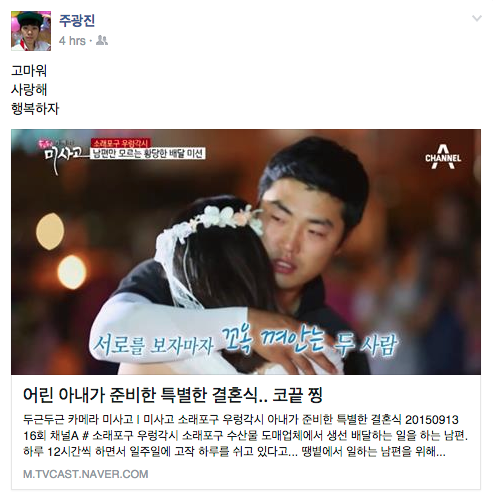 주광진
4 hrs ·
고마워
사랑해
행복하자
미사고
소래포구 우렁각시
남편만 모르는 황당한 배달 미션
CHANNEL
서로를 보자마자 꼬옥 껴안는 두 사람
어린 아내가 준비한 특별한 결혼식.. 코끝 찡
두근두근 카메라 미사고 | 미사고 소래포구 우렁각시 아내가 준비한 특별한 결혼식 20150913
16회 채널A # 소래포구 우렁각시 소래포구 수산물 도매업체에서 생선 배달하는 일을 하는 남편.
하루 12시간씩 하면서 일주일에 고작 하루를 쉬고 있다고... 땡볕에서 일하는 남편을 위해...
M.TVCAST.NAVER.COM